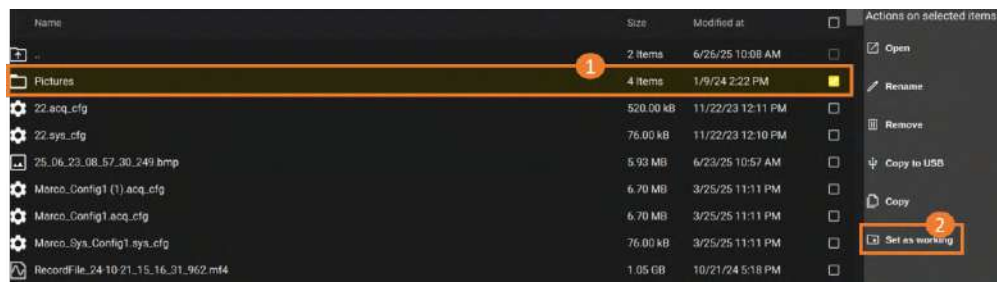 Name Size Modified at Actions on selected items
.. 2 Items 6/26/25 10:08 AM Open
1
Pictures 4 Items 1/9/24 2:22 PM Rename
22.acq_cfg 520.00 kB 11/22/23 12:11 PM
22.sys_cfg 76.00 kB 11/22/23 12:10 PM Remove
25_06_23_08_57_30_249.bmp 5.93 MB 6/23/25 10:57 AM Copy to USB
Marco_Config1 (1).acq_cfg 6.70 MB 3/25/25 11:11 PM
Marco_Config1.acq_cfg 6.70 MB 3/25/25 11:11 PM Copy
2
Marco_Sys_Config1.sys_cfg 76.00 kB 3/25/25 11:11 PM Set as working
RecordFile_24-10-21_15_16_31_962.mf4 1.05 GB 10/21/24 5:18 PM